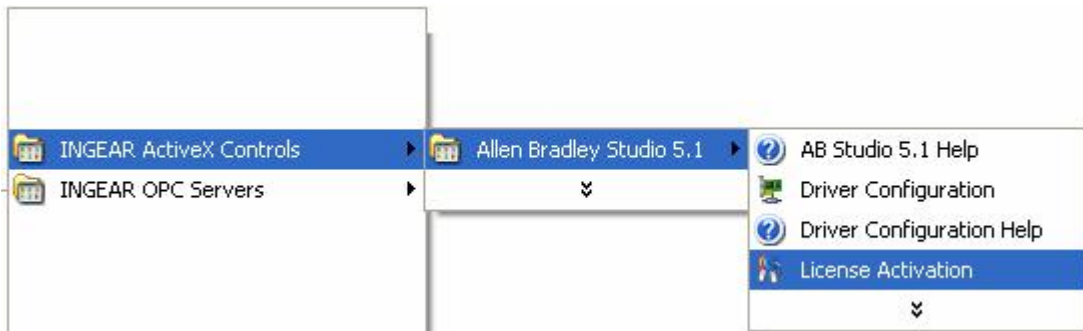 INGEAR ActiveX Controls
INGEAR OPC Servers
Allen Bradley Studio 5.1
AB Studio 5.1 Help
Driver Configuration
Driver Configuration Help
License Activation